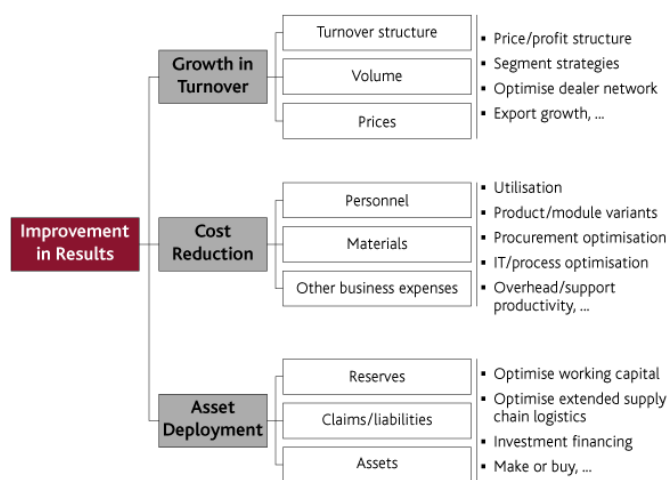 Improvement
in Results
Growth in
Turnover
Turnover structure
Volume
Prices
▪ Price/profit structure
▪ Segment strategies
▪ Optimise dealer network
▪ Export growth, ...
Cost
Reduction
Personnel
Materials
Other business expenses
▪ Utilisation
▪ Product/module variants
▪ Procurement optimisation
▪ IT/process optimisation
▪ Overhead/support
productivity, ...
Asset
Deployment
Reserves
Claims/liabilities
Assets
▪ Optimise working capital
▪ Optimise extended supply
chain logistics
▪ Investment financing
▪ Make or buy, ...